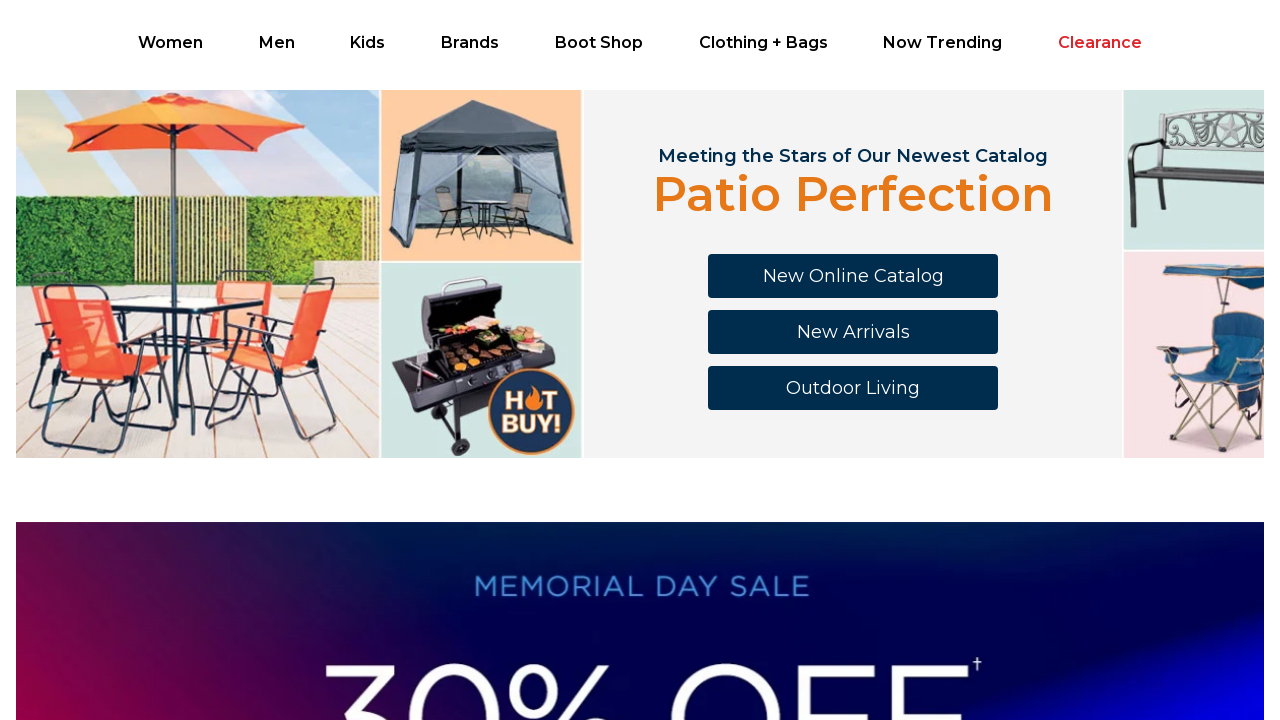 Women Men Kids Brands Boot Shop Clothing + Bags Now Trending Clearance
Meeting the Stars of Our Newest Catalog
Patio Perfection
New Online Catalog
New Arrivals
Outdoor Living
HOT
BUY!
MEMORIAL DAY SALE
30% OFF†